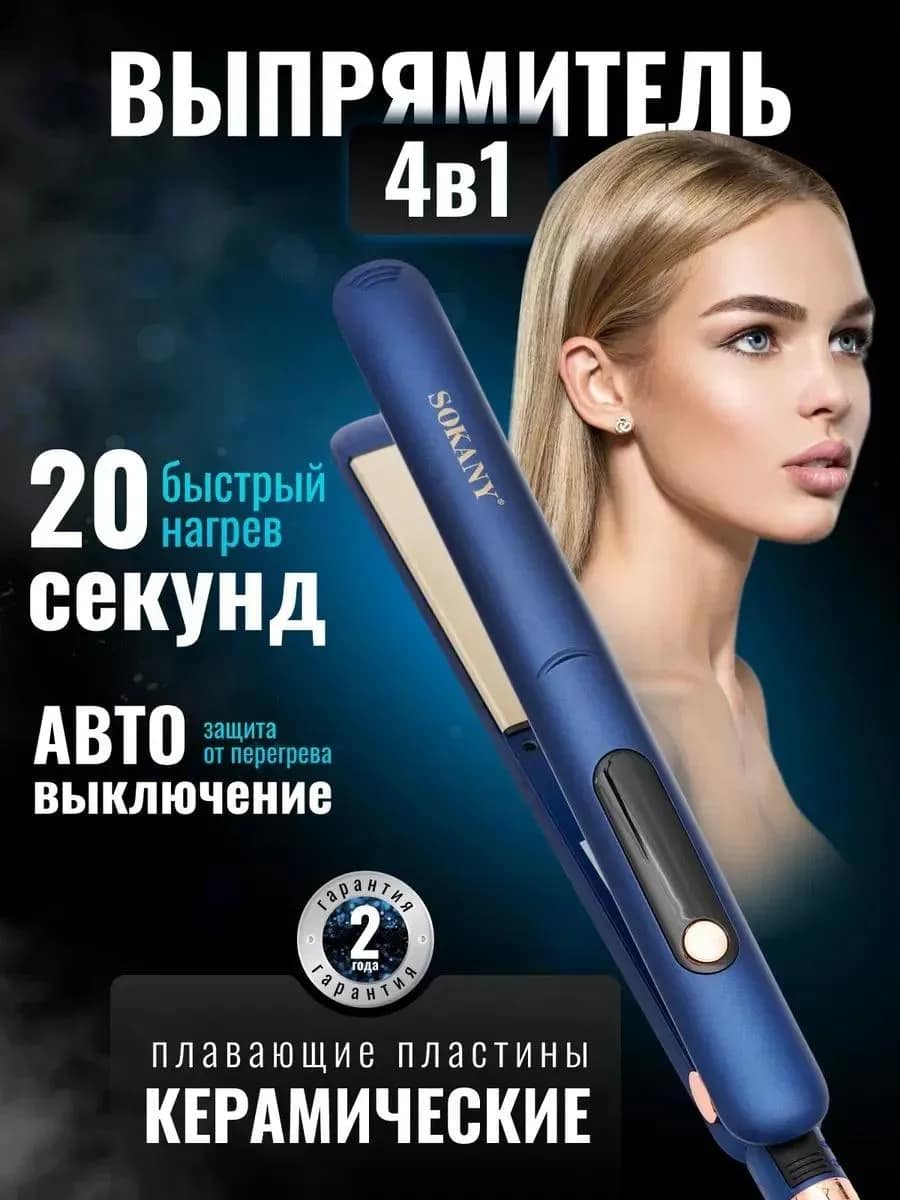 ВЫПРЯМИТЕЛЬ
4в1
SOKANY®
20 быстрый
нагрев
секунд
АВТО защита
от перегрева
выключение
гарантия
2
года
гарантия
плавающие пластины
КЕРАМИЧЕСКИЕ